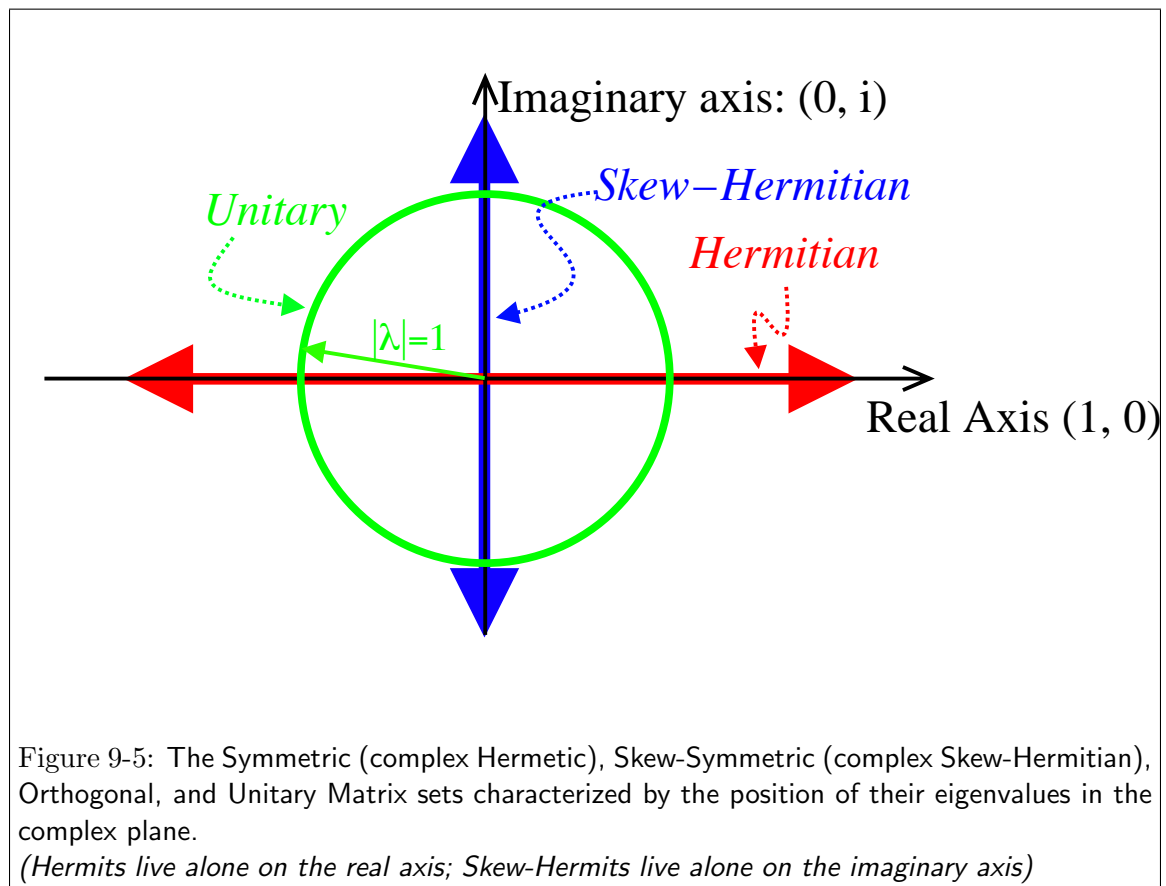 Imaginary axis: (0, i)
Skew−Hermitian
Unitary
Hermitian
|λ|=1
Real Axis (1, 0)
Figure 9-5: The Symmetric (complex Hermetic), Skew-Symmetric (complex Skew-Hermitian),
Orthogonal, and Unitary Matrix sets characterized by the position of their eigenvalues in the
complex plane.
(Hermits live alone on the real axis; Skew-Hermits live alone on the imaginary axis)